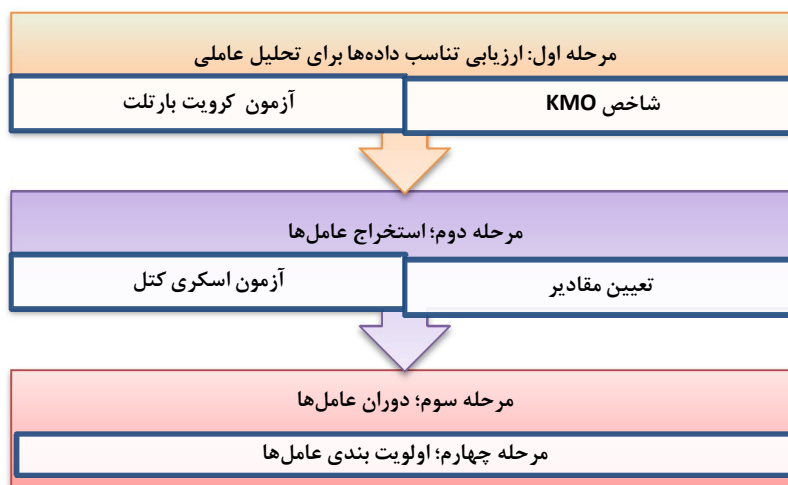 مرحله اول: ارزیابی تناسب داده‌ها برای تحلیل عاملی
شاخص KMO
آزمون کرویت بارتلت
مرحله دوم؛ استخراج عامل‌ها
تعیین مقادیر
آزمون اسکری کتل
مرحله سوم؛ دوران عامل‌ها
مرحله چهارم؛ اولویت بندی عامل‌ها